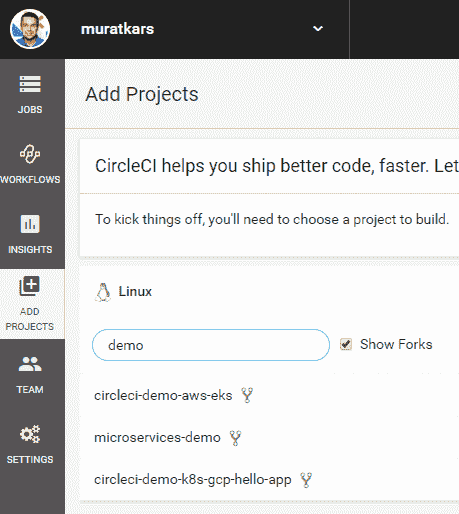 muratkars
JOBS
WORKFLOWS
INSIGHTS
ADD
PROJECTS
TEAM
SETTINGS
Add Projects
CircleCI helps you ship better code, faster. Let
To kick things off, you'll need to choose a project to build.
Linux
demo
Show Forks
circleci-demo-aws-eks
microservices-demo
circleci-demo-k8s-gcp-hello-app